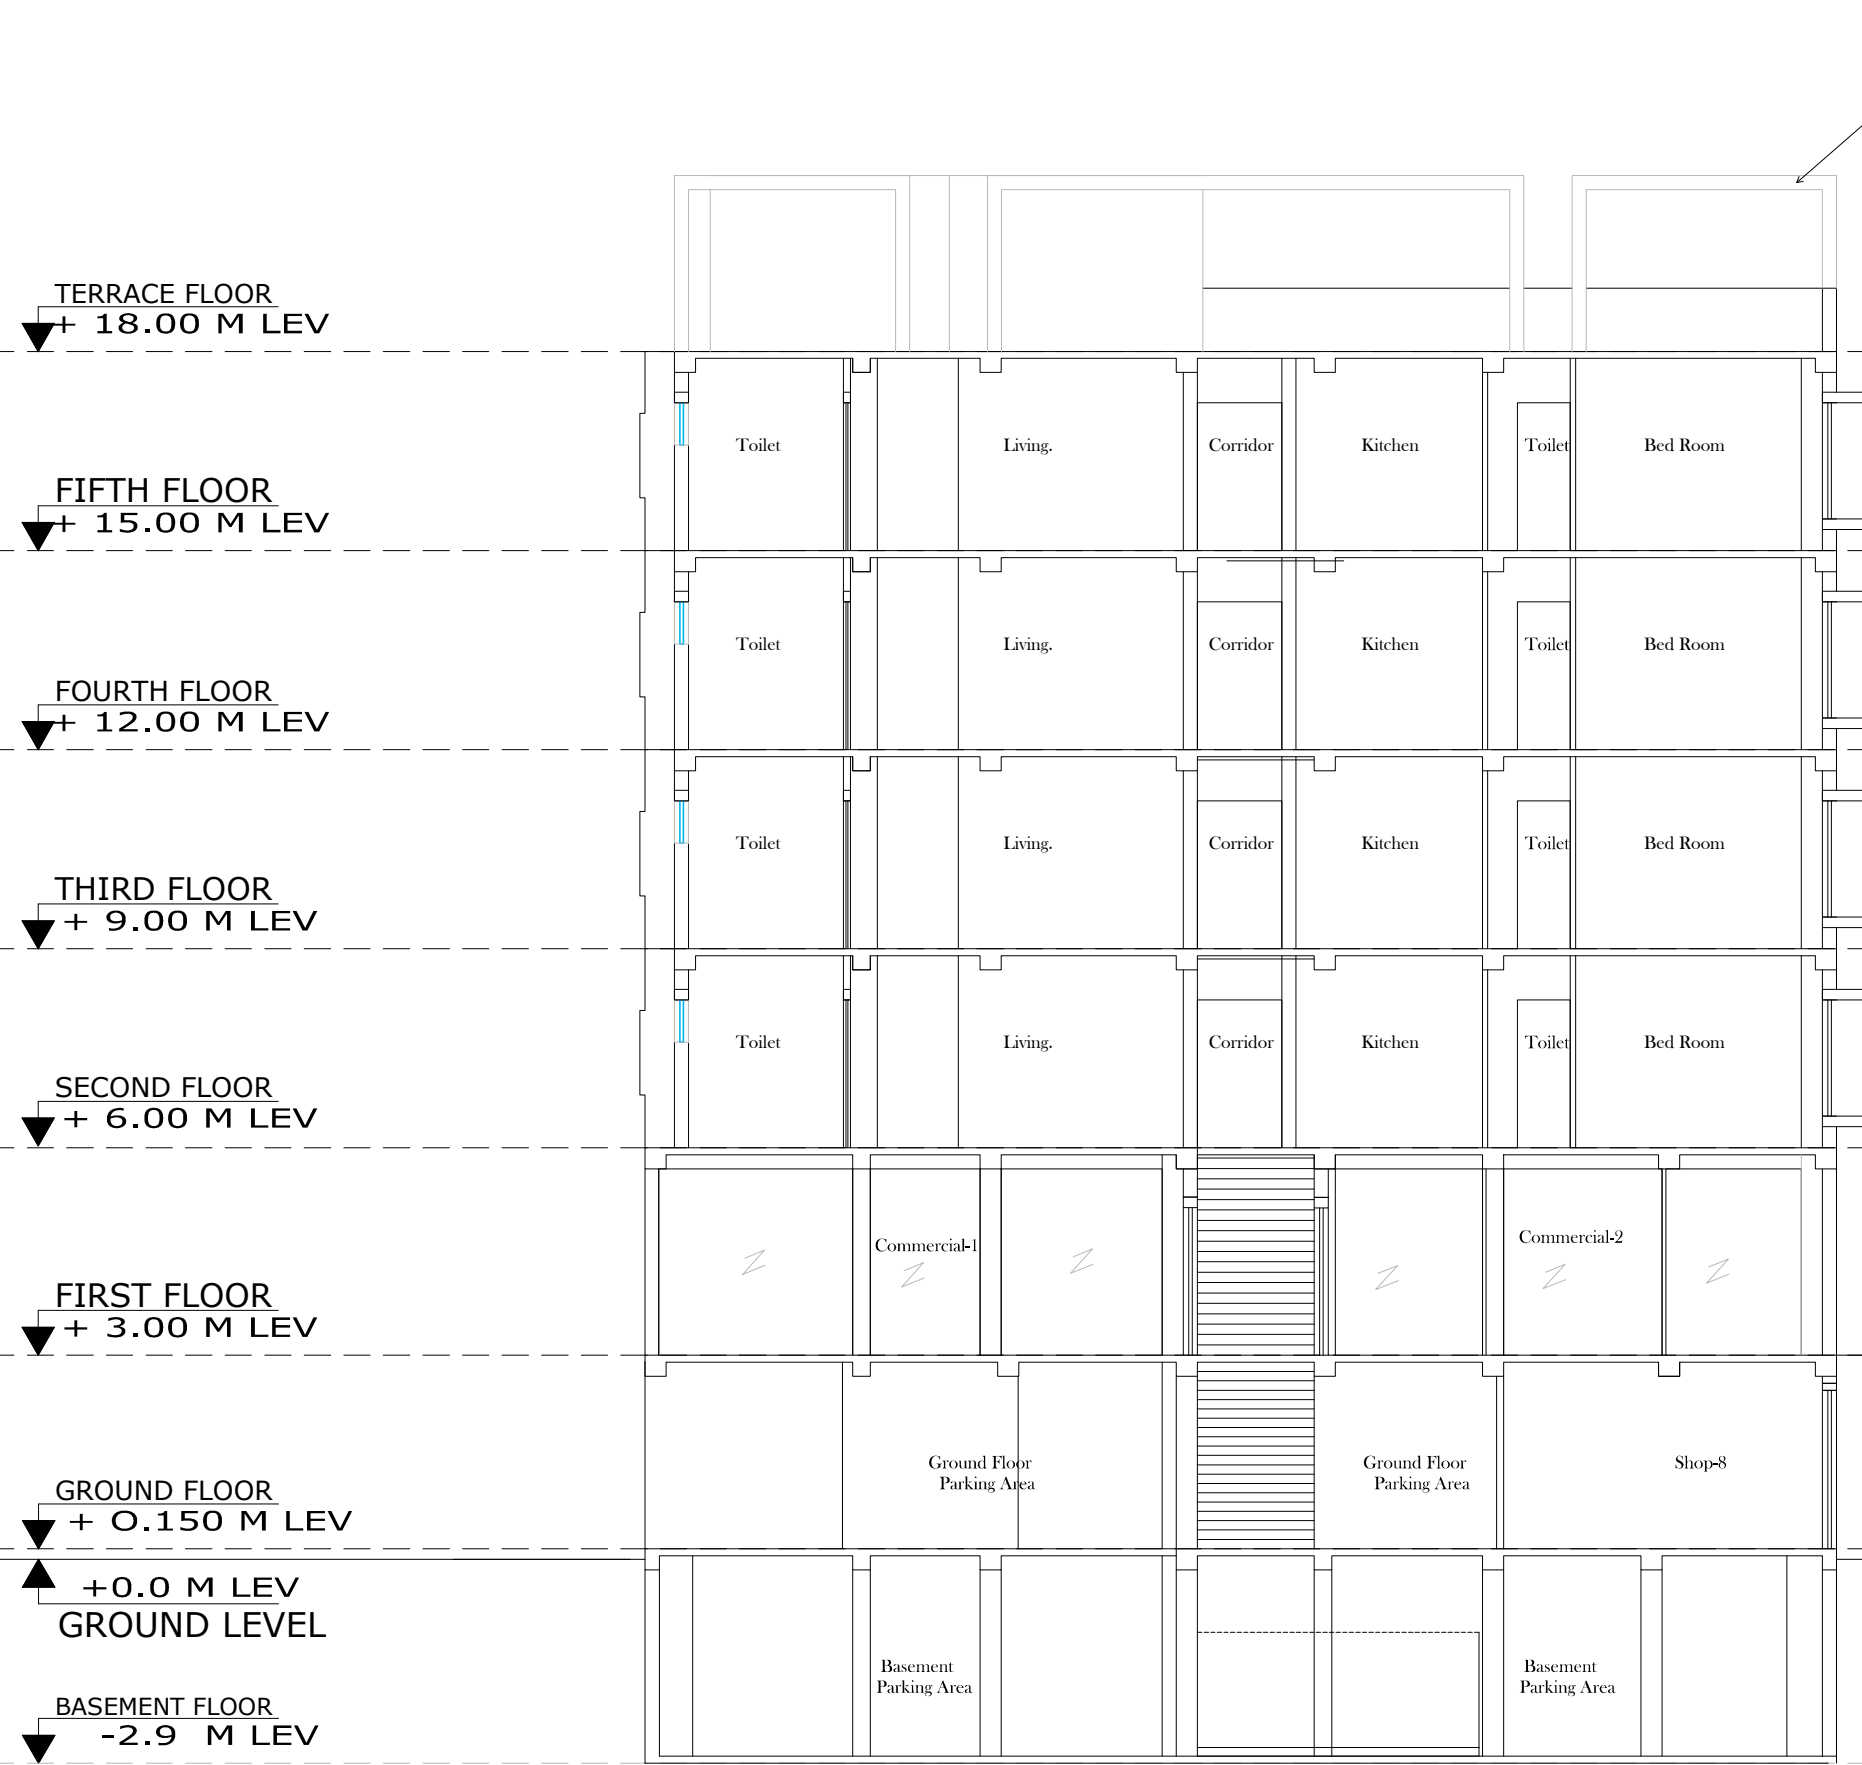 TERRACE FLOOR
+ 18.00 M LEV
Toilet Living. Corridor Kitchen Toilet Bed Room
FIFTH FLOOR
+ 15.00 M LEV
Toilet Living. Corridor Kitchen Toilet Bed Room
FOURTH FLOOR
+ 12.00 M LEV
Toilet Living. Corridor Kitchen Toilet Bed Room
THIRD FLOOR
+ 9.00 M LEV
Toilet Living. Corridor Kitchen Toilet Bed Room
SECOND FLOOR
+ 6.00 M LEV
Commercial-1 Commercial-2
FIRST FLOOR
+ 3.00 M LEV
Ground Floor Ground Floor Shop-8
Parking Area Parking Area
GROUND FLOOR
+ O.150 M LEV
+0.0 M LEV
GROUND LEVEL
Basement Basement
Parking Area Parking Area
BASEMENT FLOOR
-2.9 M LEV